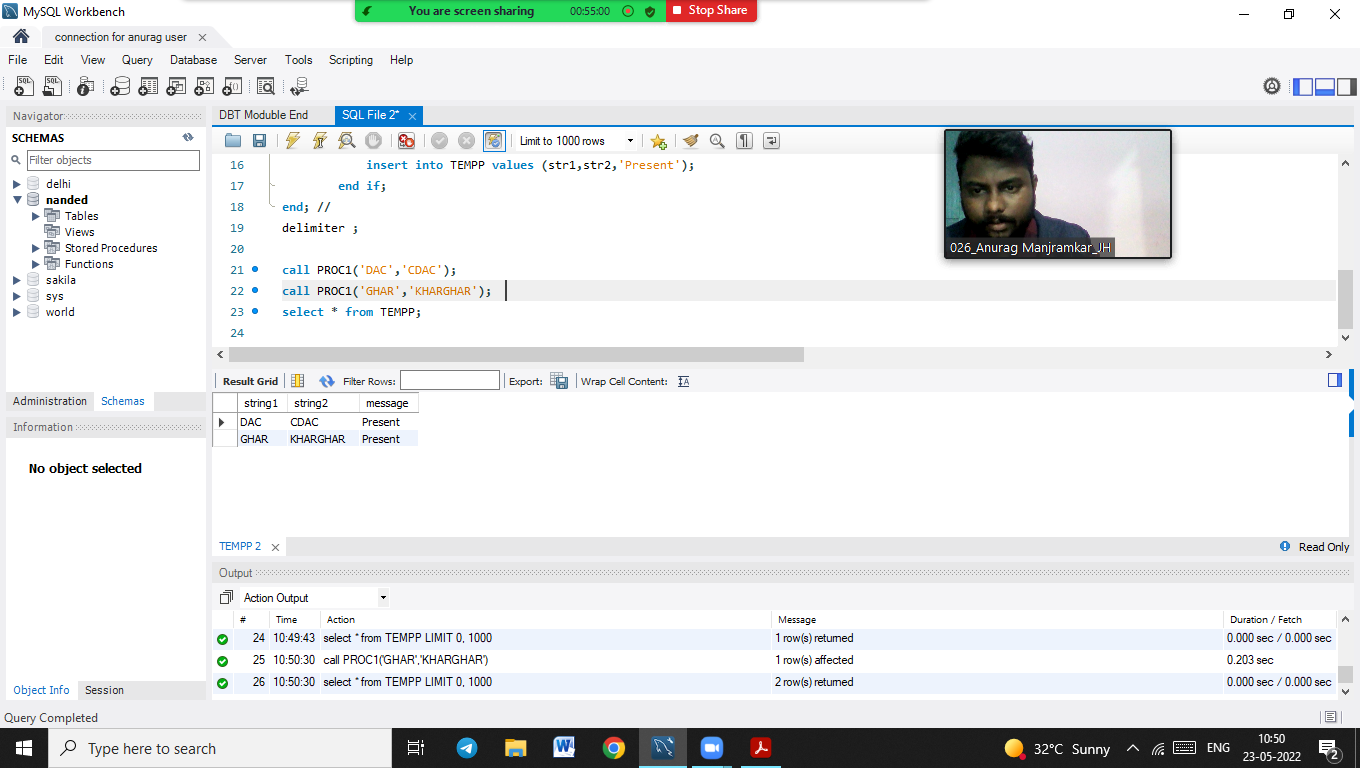 MySQL Workbench
You are screen sharing 00:55:00 Stop Share
connection for anurag user
File Edit View Query Database Server Tools Scripting Help
Navigator
SCHEMAS
Filter objects
delhi
nanded
Tables
Views
Stored Procedures
Functions
sakila
sys
world
Administration Schemas
Information
No object selected
Object Info Session
DBT Moduble End SQL File 2*
Limit to 1000 rows
16 insert into TEMPP values (str1,str2,'Present');
17 end if;
18 end; //
19 delimiter ;
20
21 call PROC1('DAC','CDAC');
22 call PROC1('GHAR','KHARGHAR');
23 select * from TEMPP;
24
026_Anurag Manjramkar_JH
Result Grid Filter Rows: Export: Wrap Cell Content:
string1 string2 message
DAC CDAC Present
GHAR KHARGHAR Present
TEMPP 2 Read Only
Output
Action Output
# Time Action Message Duration / Fetch
24 10:49:43 select * from TEMPP LIMIT 0, 1000 1 row(s) returned 0.000 sec / 0.000 sec
25 10:50:30 call PROC1('GHAR','KHARGHAR') 1 row(s) affected 0.203 sec
26 10:50:30 select * from TEMPP LIMIT 0, 1000 2 row(s) returned 0.000 sec / 0.000 sec
Query Completed
Type here to search
32°C Sunny ENG 10:50
23-05-2022 2